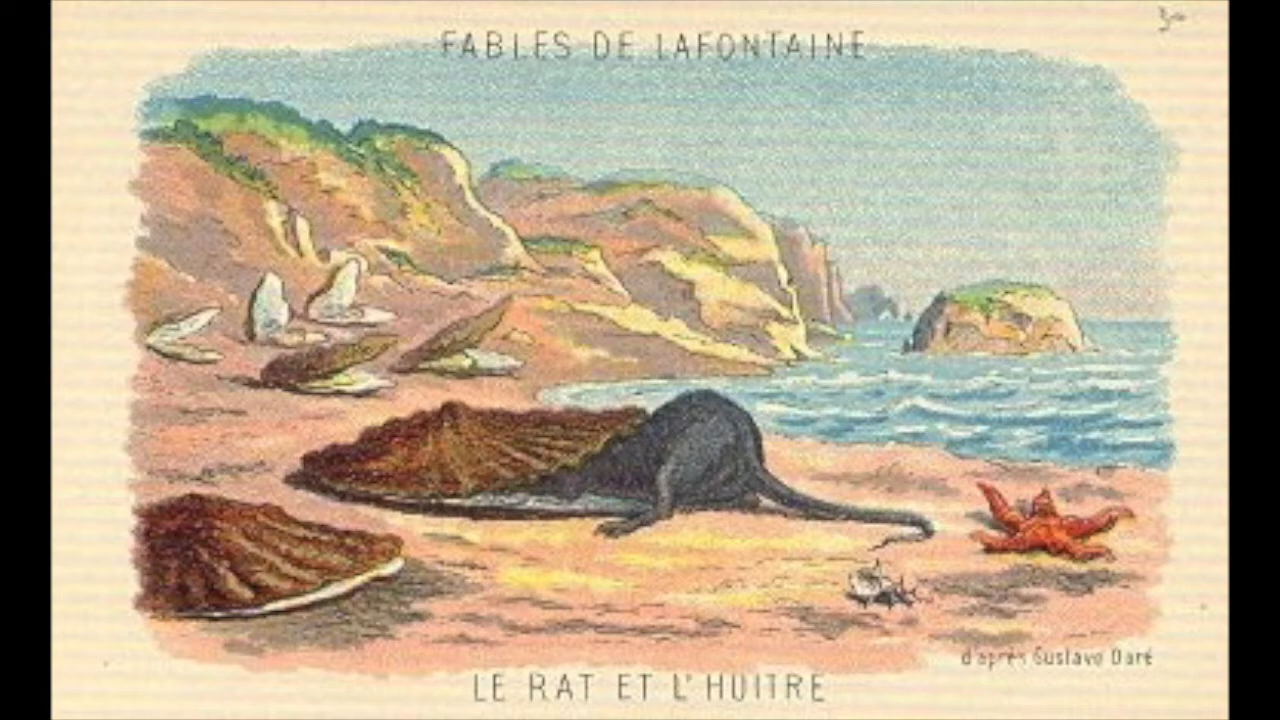 FABLES DE LAFONTAINE
d'après Gustave Doré
LE RAT ET L'HUITRE